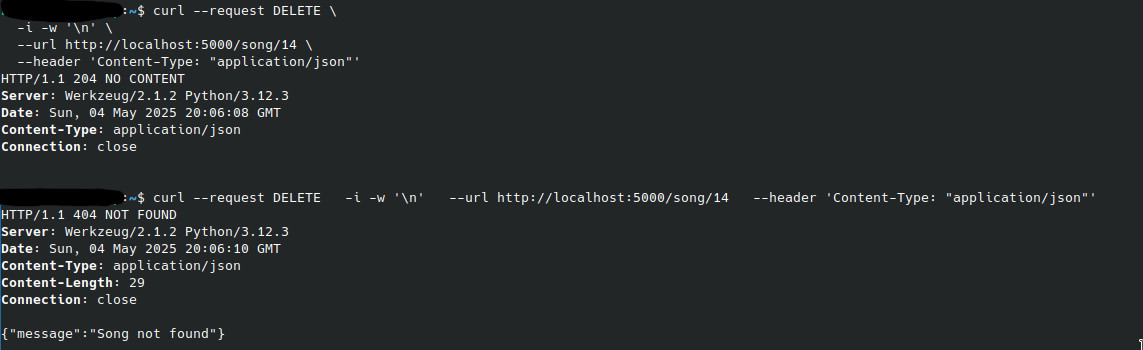 :~$ curl --request DELETE \
  -i -w '\n' \
  --url http://localhost:5000/song/14 \
  --header 'Content-Type: "application/json"'
HTTP/1.1 204 NO CONTENT
Server: Werkzeug/2.1.2 Python/3.12.3
Date: Sun, 04 May 2025 20:06:08 GMT
Content-Type: application/json
Connection: close
:~$ curl --request DELETE   -i -w '\n'   --url http://localhost:5000/song/14   --header 'Content-Type: "application/json"'
HTTP/1.1 404 NOT FOUND
Server: Werkzeug/2.1.2 Python/3.12.3
Date: Sun, 04 May 2025 20:06:10 GMT
Content-Type: application/json
Content-Length: 29
Connection: close
{"message":"Song not found"}